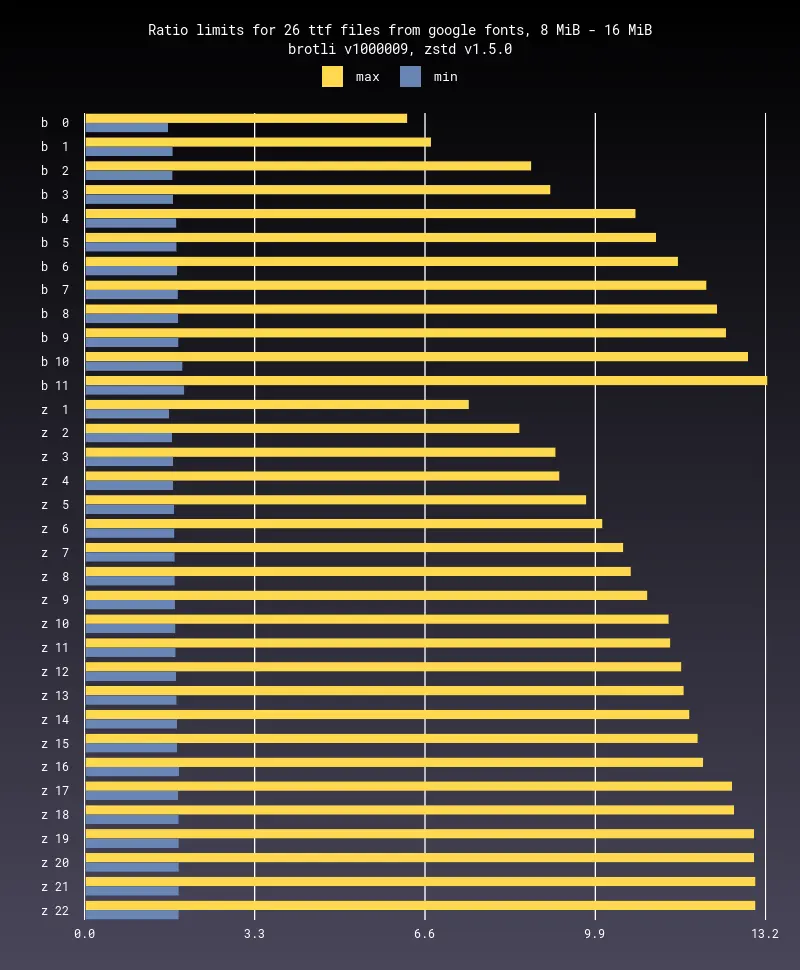 Ratio limits for 26 ttf files from google fonts, 8 MiB - 16 MiB
brotli v1000009, zstd v1.5.0
max min
b 0
b 1
b 2
b 3
b 4
b 5
b 6
b 7
b 8
b 9
b 10
b 11
z 1
z 2
z 3
z 4
z 5
z 6
z 7
z 8
z 9
z 10
z 11
z 12
z 13
z 14
z 15
z 16
z 17
z 18
z 19
z 20
z 21
z 22
0.0 3.3 6.6 9.9 13.2